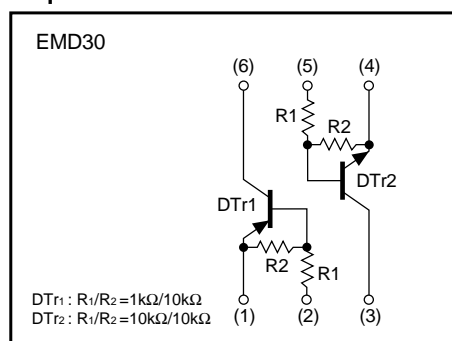 EMD30
(6) (5) (4)
R1
R2
DTr2
DTr1
R2
R1
(1) (2) (3)
DTr1 : R1/R2 =1kΩ/10kΩ
DTr2 : R1/R2=10kΩ/10kΩ